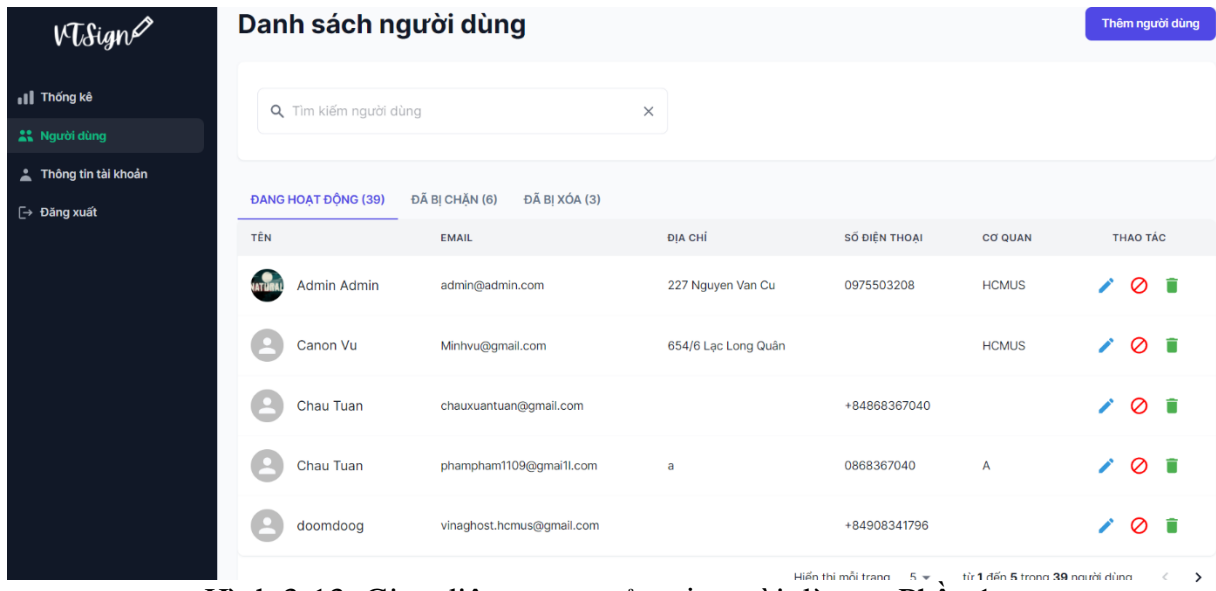 VTSign
Danh sách người dùng
Thêm người dùng
Thống kê
Người dùng
Thông tin tài khoản
Đăng xuất
Tìm kiếm người dùng
ĐANG HOẠT ĐỘNG (39) ĐÃ BỊ CHẶN (6) ĐÃ BỊ XÓA (3)
TÊN EMAIL ĐỊA CHỈ SỐ ĐIỆN THOẠI CƠ QUAN THAO TÁC
NATURAL
Admin Admin admin@admin.com 227 Nguyen Van Cu 0975503208 HCMUS
Canon Vu Minhvu@gmail.com 654/6 Lạc Long Quân HCMUS
Chau Tuan chauxuantuan@gmail.com +84868367040
Chau Tuan phampham1109@gmai1l.com a 0868367040 A
doomdoog vinaghost.hcmus@gmail.com +84908341796
Hiển thị mỗi trang 5 từ 1 đến 5 trong 39 người dùng